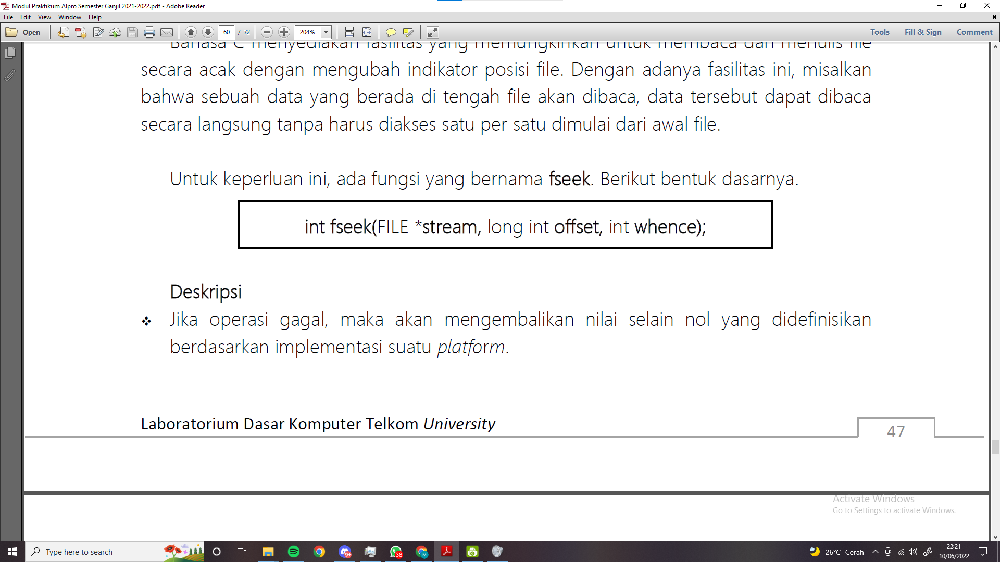 Modul Praktikum Alpro Semester Ganjil 2021-2022.pdf - Adobe Reader
File Edit View Window Help
Open 60 / 72 204% Tools Fill & Sign Comment
Bahasa C menyediakan fasilitas yang memungkinkan untuk membaca dan menulis file
secara acak dengan mengubah indikator posisi file. Dengan adanya fasilitas ini, misalkan
bahwa sebuah data yang berada di tengah file akan dibaca, data tersebut dapat dibaca
secara langsung tanpa harus diakses satu per satu dimulai dari awal file.
Untuk keperluan ini, ada fungsi yang bernama fseek. Berikut bentuk dasarnya.
int fseek(FILE *stream, long int offset, int whence);
Deskripsi
❖ Jika operasi gagal, maka akan mengembalikan nilai selain nol yang didefinisikan
berdasarkan implementasi suatu platform.
Laboratorium Dasar Komputer Telkom University
47
Activate Windows
Go to Settings to activate Windows.
Type here to search
9+
38
M
26°C Cerah
22:21
10/06/2022